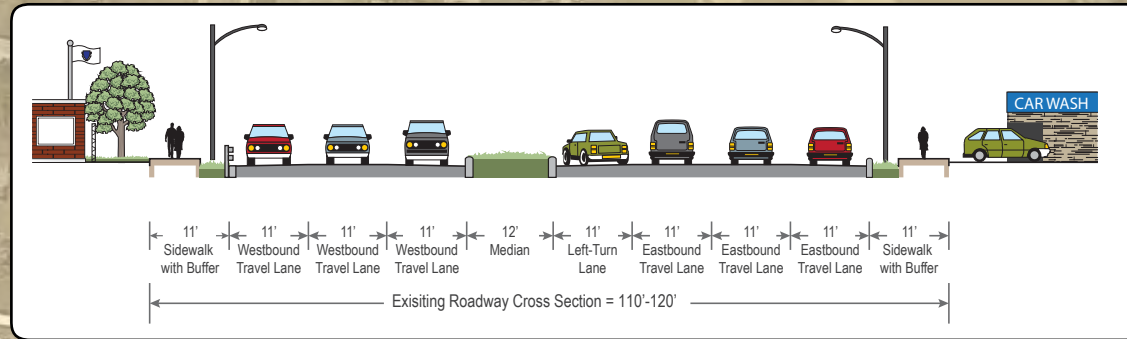 CAR WASH
11’ 11’ 11’ 11’ 12’ 11’ 11’ 11’ 11’ 11’
Sidewalk Westbound Westbound Westbound Median Left-Turn Eastbound Eastbound Eastbound Sidewalk
with Buffer Travel Lane Travel Lane Travel Lane Lane Travel Lane Travel Lane Travel Lane with Buffer
Exisiting Roadway Cross Section = 110’-120’